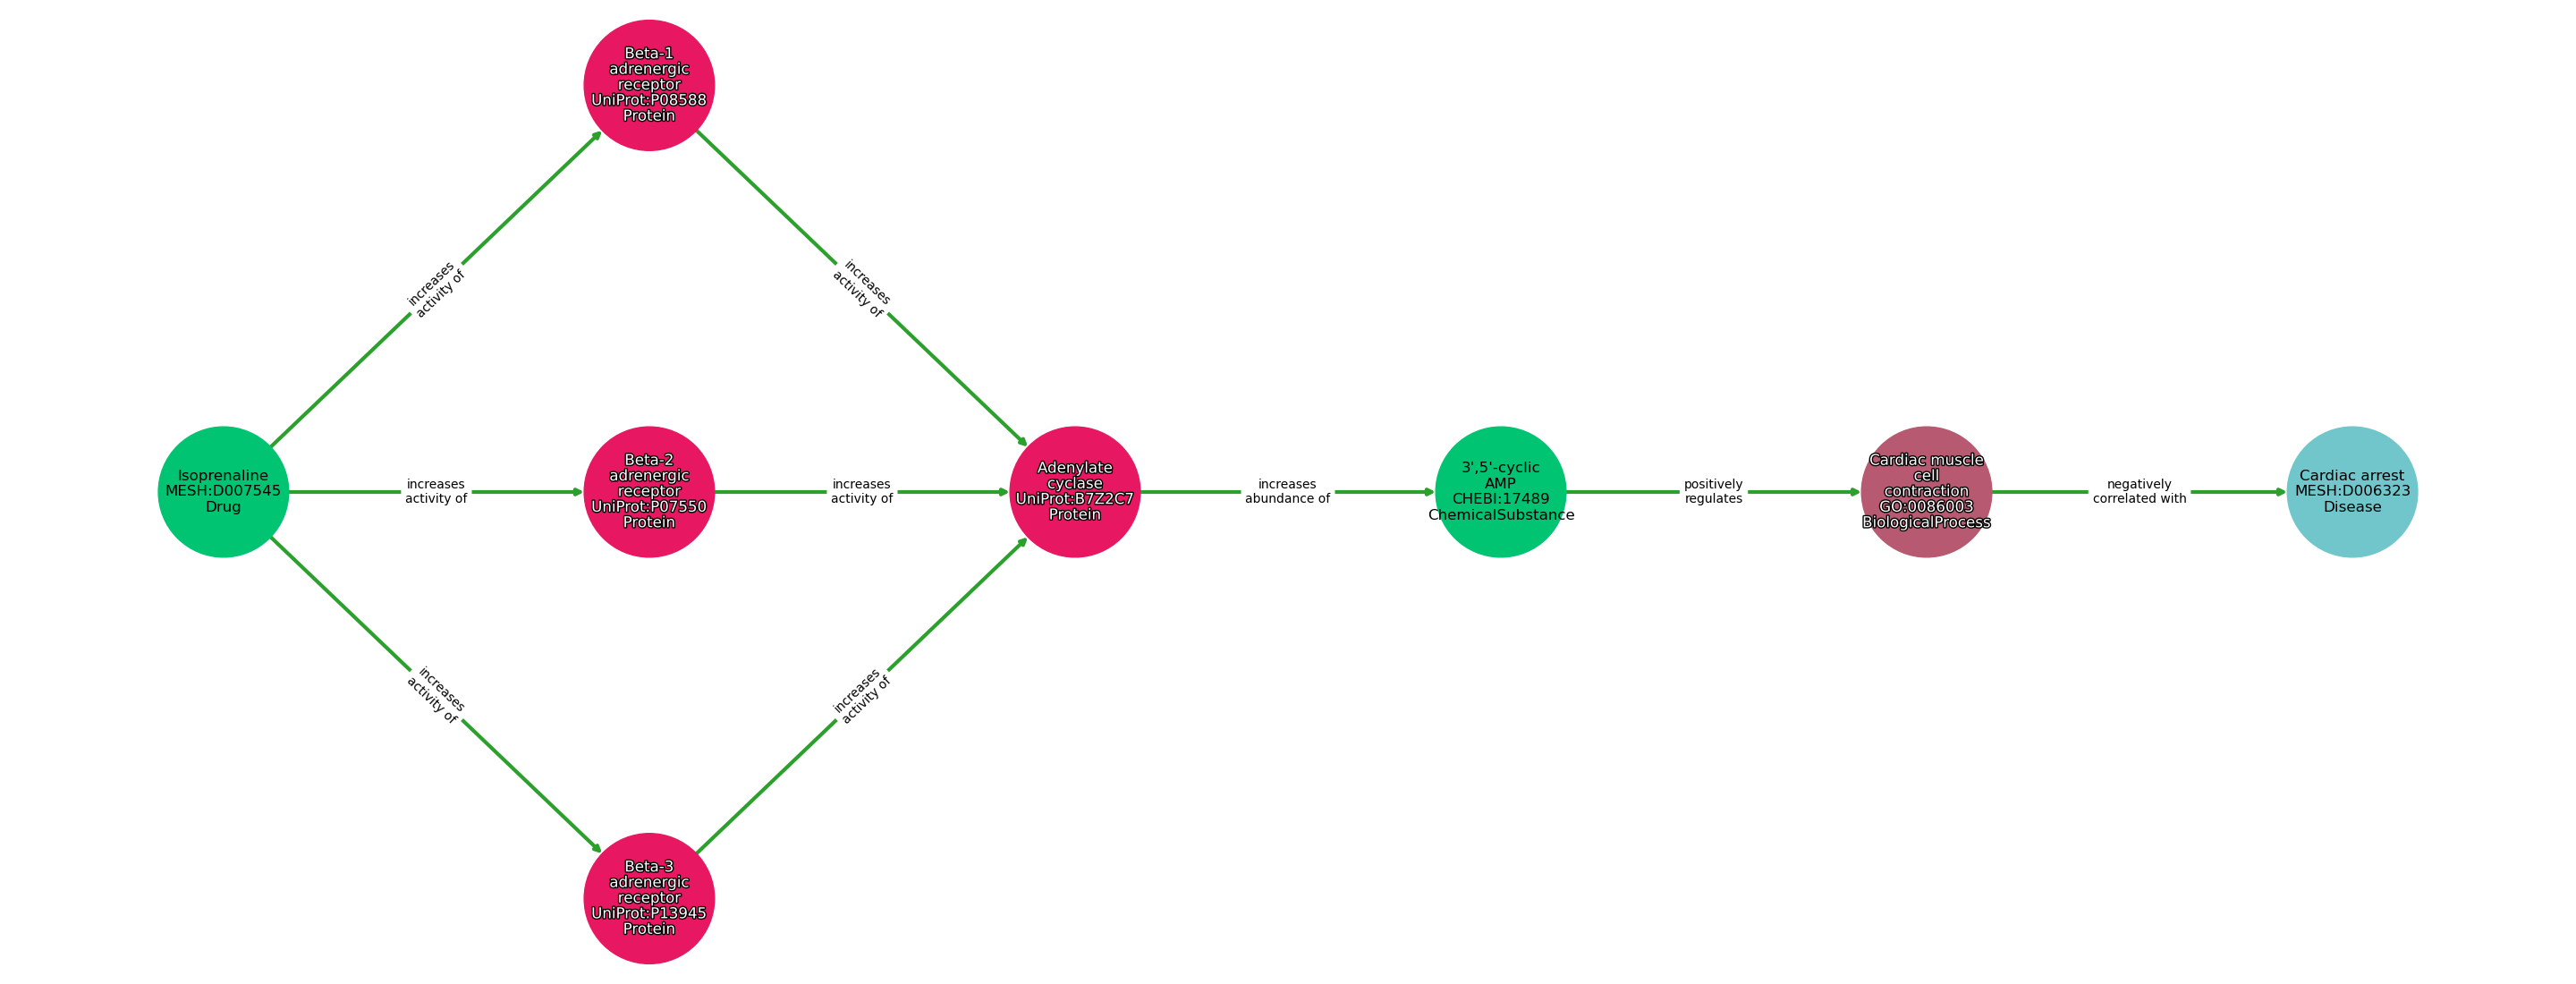 Beta-1
adrenergic
receptor
UniProt:P08588
Protein
increases
activity of
increases
activity of
Isoprenaline
MESH:D007545
Drug
increases
activity of
Beta-2
adrenergic
receptor
UniProt:P07550
Protein
increases
activity of
Adenylate
cyclase
UniProt:B7Z2C7
Protein
increases
abundance of
3',5'-cyclic
AMP
CHEBI:17489
ChemicalSubstance
positively
regulates
Cardiac muscle
cell
contraction
GO:0086003
BiologicalProcess
negatively
correlated with
Cardiac arrest
MESH:D006323
Disease
increases
activity of
increases
activity of
Beta-3
adrenergic
receptor
UniProt:P13945
Protein